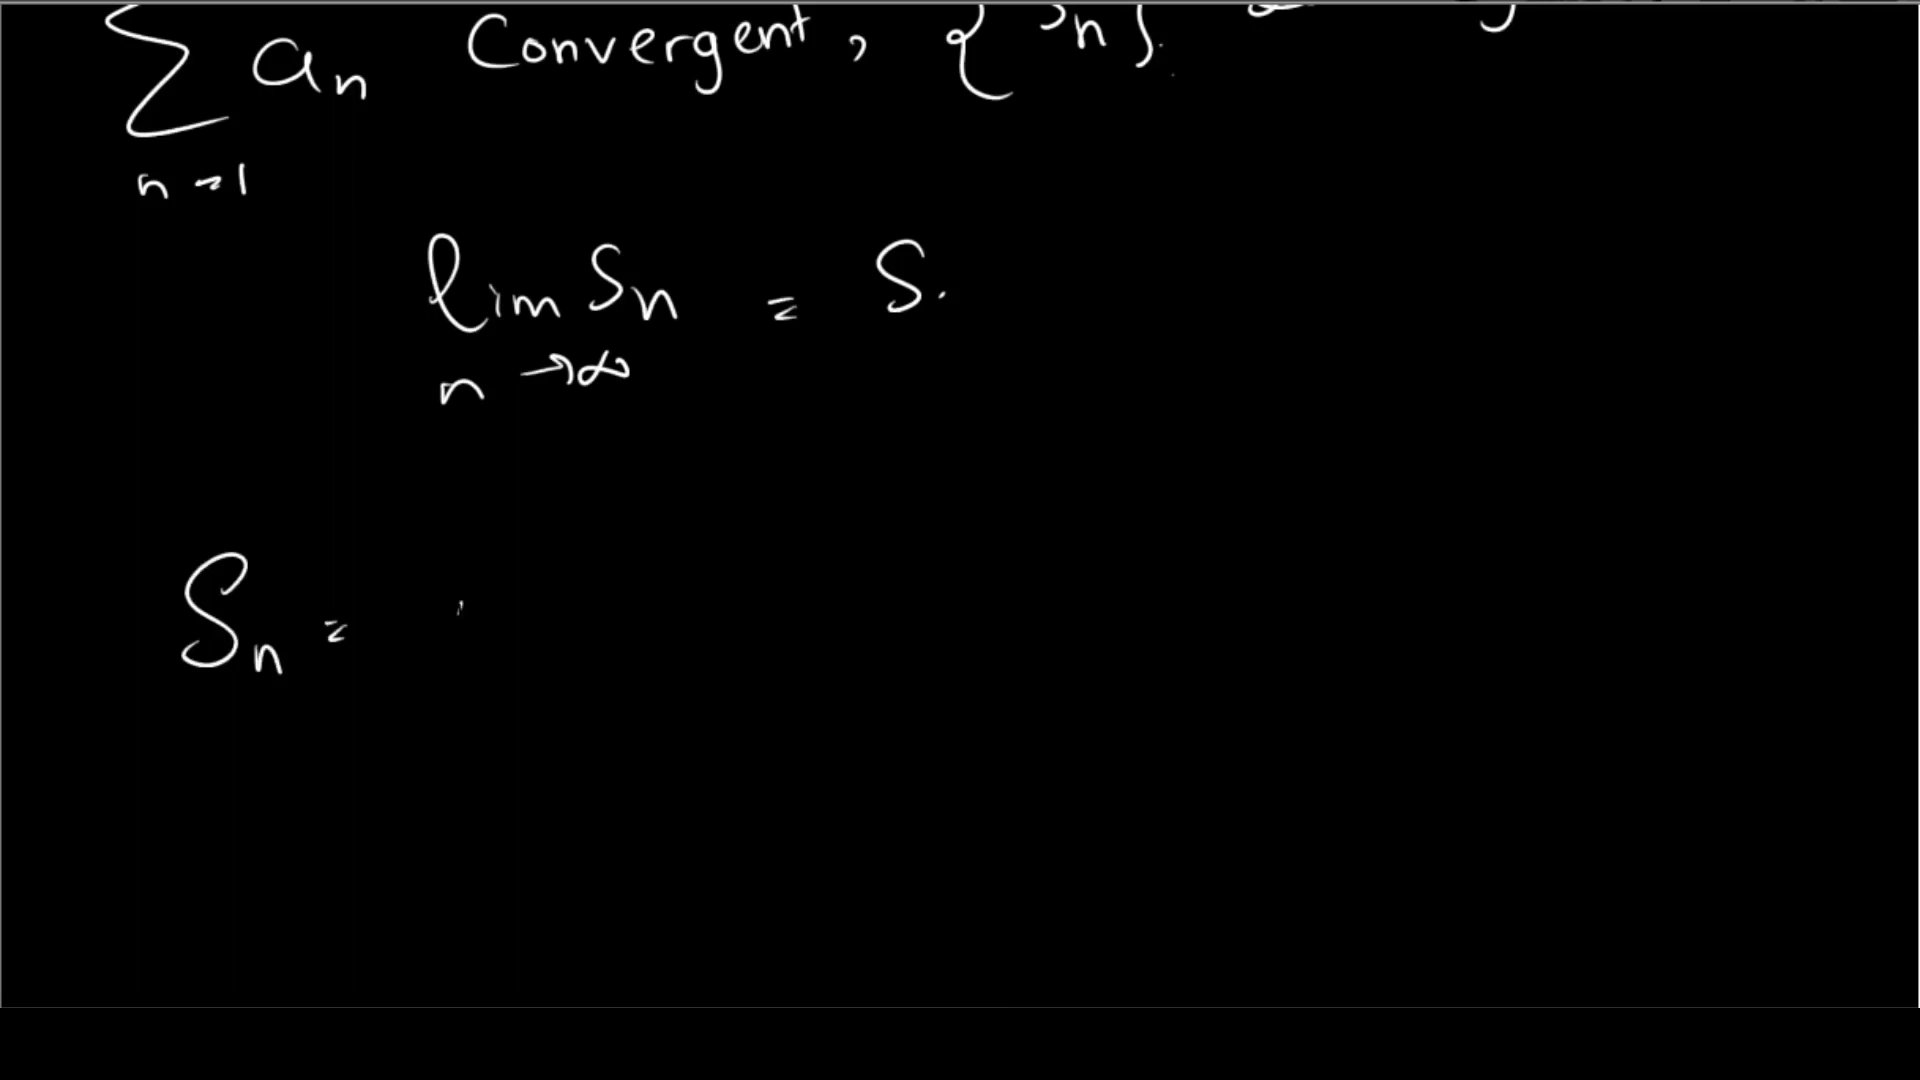 ∑ aₙ Convergent, { Sₙ }.
n=1
lim Sₙ = S.
n→∞
Sₙ =